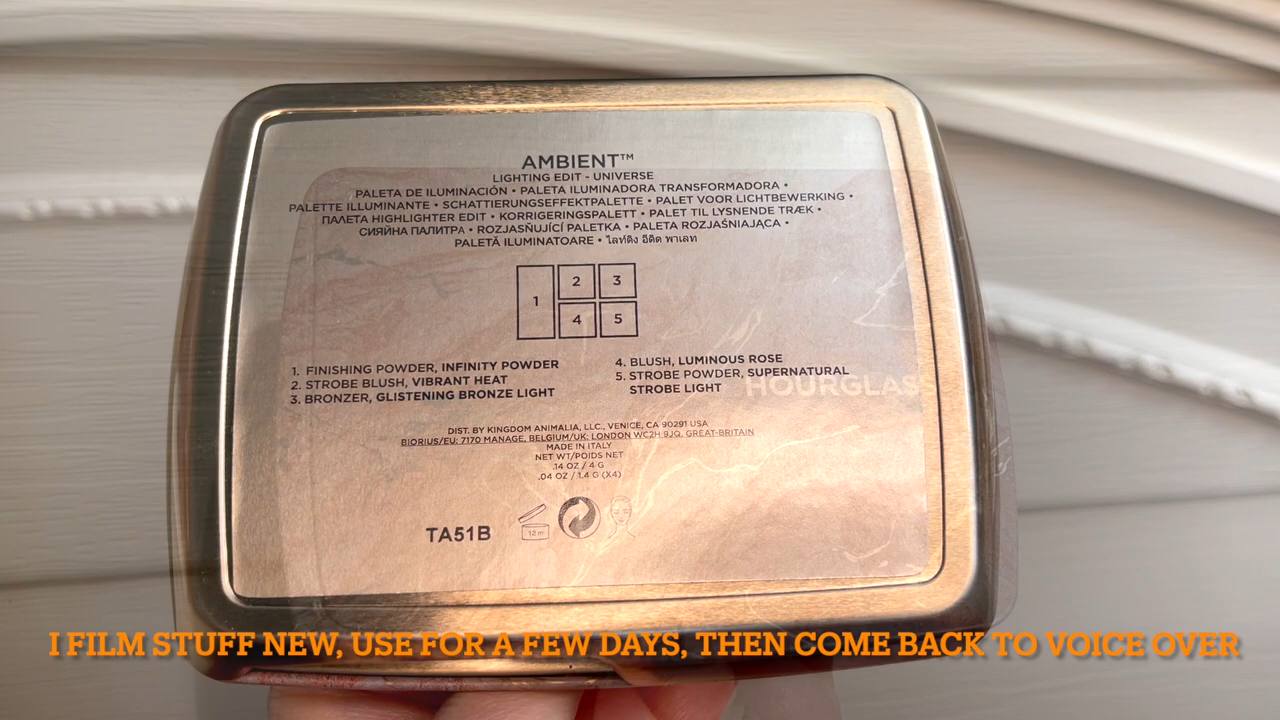 AMBIENT™
LIGHTING EDIT - UNIVERSE
PALETA DE ILUMINACIÓN • PALETA ILUMINADORA TRANSFORMADORA •
PALETTE ILLUMINANTE • SCHATTIERUNGSEFFEKTPALETTE • PALET VOOR LICHTBEWERKING •
ΠΑΛΕΤΑ HIGHLIGHTER EDIT • KORRIGERINGSPALETT • PALET TIL LYSNENDE TRÆK •
СИЯЙНА ПАЛИТРА • ROZJASŇUJÍCÍ PALETKA • PALETA ROZJAŚNIAJĄCA •
PALETĂ ILUMINATOARE • ไลท์ติง อีดิต พาเลท
1 2 3
4 5
1. FINISHING POWDER, INFINITY POWDER
2. STROBE BLUSH, VIBRANT HEAT
3. BRONZER, GLISTENING BRONZE LIGHT
4. BLUSH, LUMINOUS ROSE
5. STROBE POWDER, SUPERNATURAL
STROBE LIGHT
HOURGLASS
DIST. BY KINGDOM ANIMALIA, LLC., VENICE, CA 90291 USA
BIORIUS/EU: 7170 MANAGE, BELGIUM/UK: LONDON WC2H 9JQ, GREAT-BRITAIN
MADE IN ITALY
NET WT/POIDS NET
.14 OZ / 4 G
.04 OZ / 1.4 G (X4)
TA51B
12 m
I FILM STUFF NEW, USE FOR A FEW DAYS, THEN COME BACK TO VOICE OVER